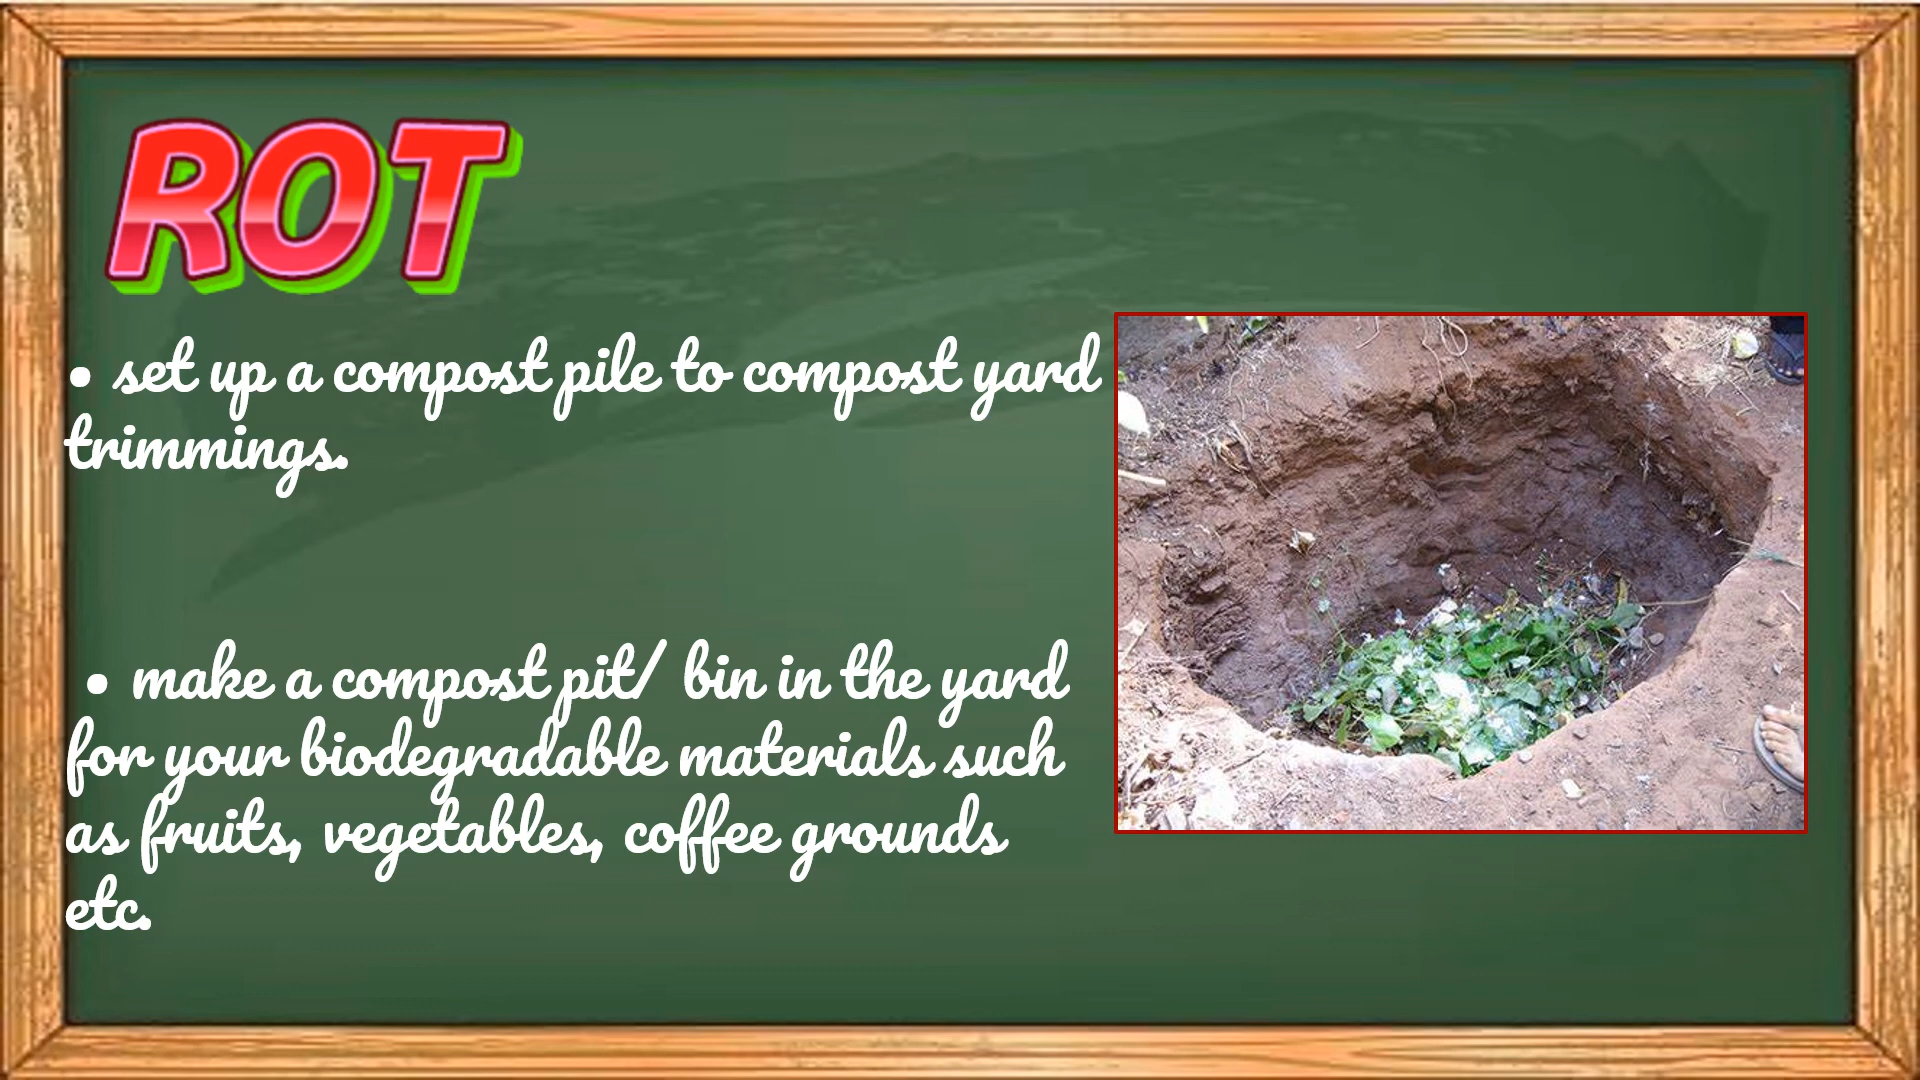 ROT
• set up a compost pile to compost yard
trimmings.
• make a compost pit/ bin in the yard
for your biodegradable materials such
as fruits, vegetables, coffee grounds
etc.